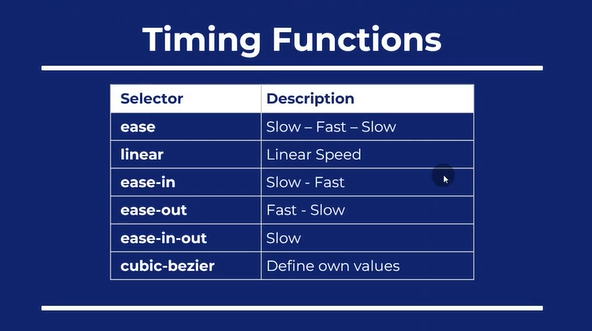 Timing Functions
Selector Description
ease Slow – Fast – Slow
linear Linear Speed
ease-in Slow - Fast
ease-out Fast - Slow
ease-in-out Slow
cubic-bezier Define own values